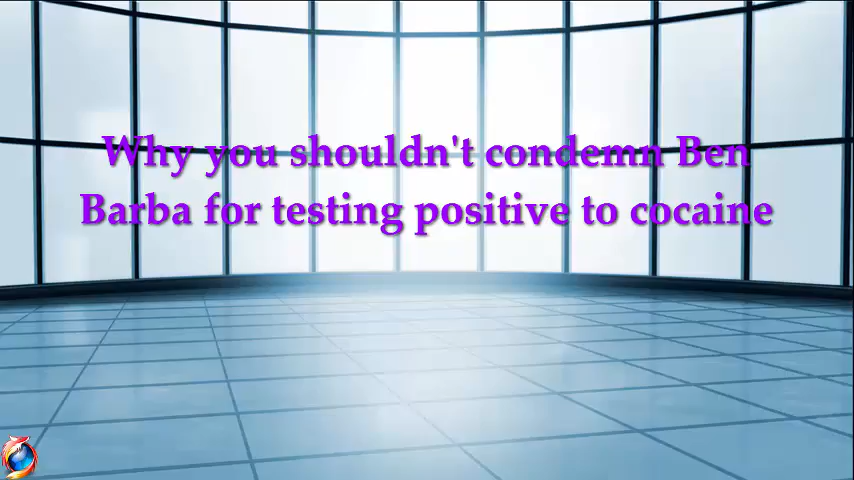 Why you shouldn't condemn Ben
Barba for testing positive to cocaine